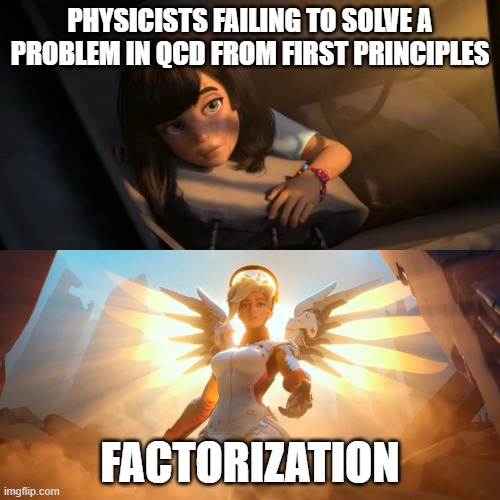 PHYSICISTS FAILING TO SOLVE A
PROBLEM IN QCD FROM FIRST PRINCIPLES
FACTORIZATION
imgflip.com